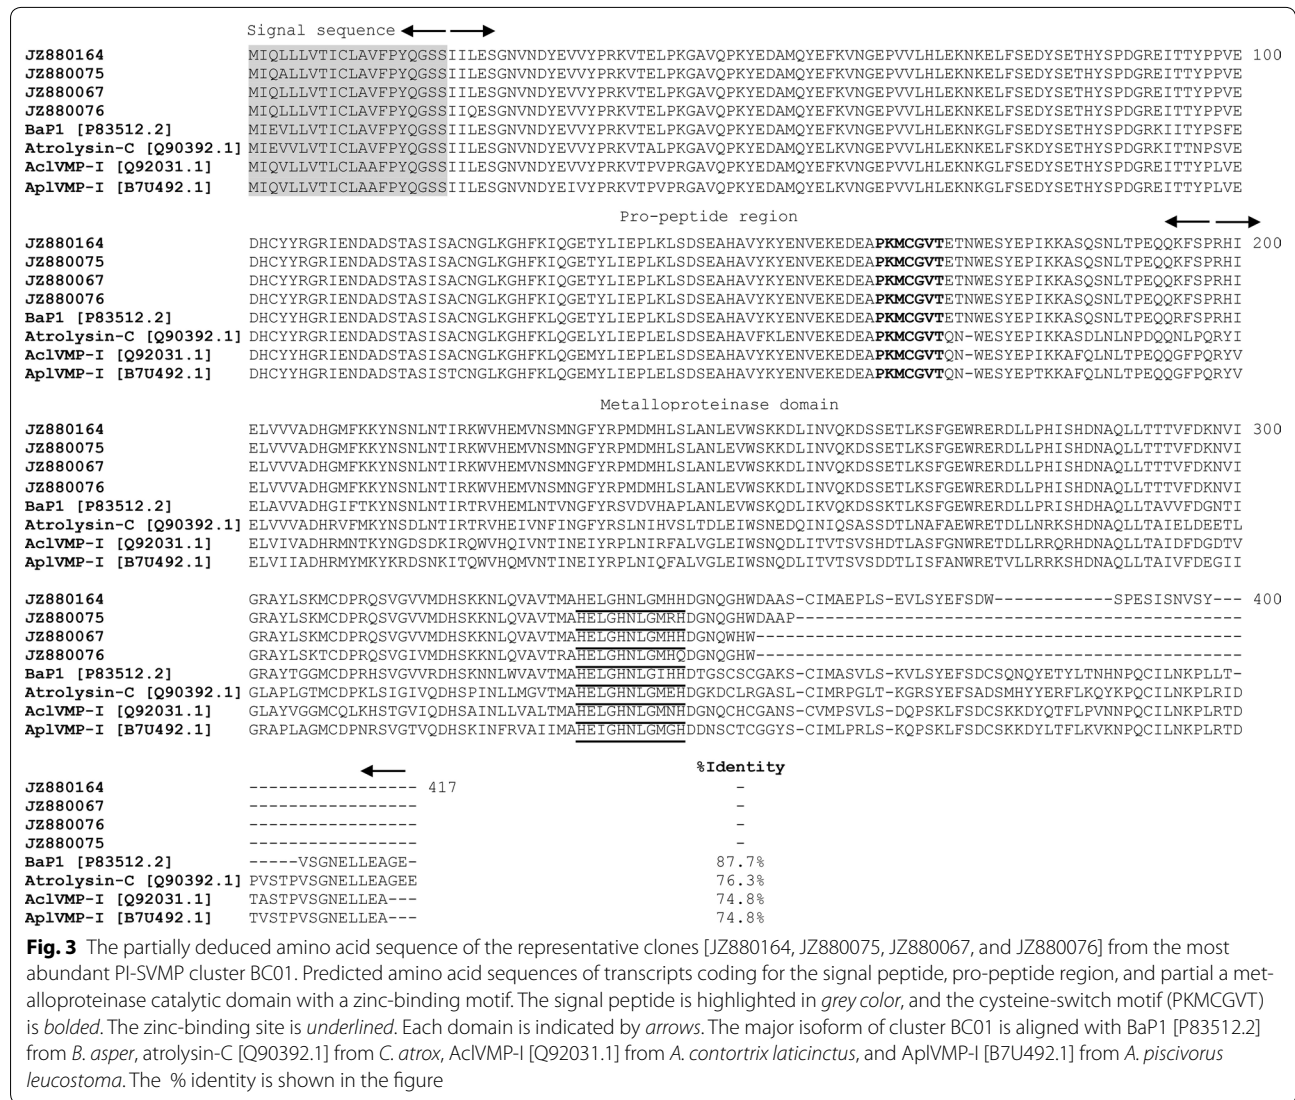 Signal sequence
JZ880164 MIQLLLVTICLAVFPYQGSSIILESGNVNDYEVVYPRKVTELPKGAVQPKYEDAMQYEFKVNGEPVVLHLEKNKELFSEDYSETHYSPDGREITTYPPVE 100
JZ880075 MIQALLVTICLAVFPYQGSSIILESGNVNDYEVVYPRKVTELPKGAVQPKYEDAMQYEFKVNGEPVVLHLEKNKELFSEDYSETHYSPDGREITTYPPVE
JZ880067 MIQLLLVTICLAVFPYQGSSIILESGNVNDYEVVYPRKVTELPKGAVQPKYEDAMQYEFKVNGEPVVLHLEKNKELFSEDYSETHYSPDGREITTYPPVE
JZ880076 MIQLLLVTICLAVFPYQGSSIIQESGNVNDYEVVYPRKVTELPKGAVQPKYEDAMQYEFKVNGEPVVLHLEKNKELFSEDYSETHYSPDGREITTYPPVE
BaP1 [P83512.2] MIEVLLVTICLAVFPYQGSSIILESGNVNDYEVVYPRKVTELPKGAVQPKYEDAMQYEFKVNGEPVVLHLEKNKGLFSEDYSETHYSPDGRKIITYPSFE
Atrolysin-C [Q90392.1] MIEVVLVTICLAVFPYQGSSIILESGNVNDYEVVYPRKVTALPKGAVQPKYEDAMQYELKVNGEPVVLHLEKNKELFSEDYSETHYSPDGREITTNPSVE
AclVMP-I [Q92031.1] MIQVLLVTLCLAAFPYQGSSIILESGNVNDYEVVYPRKVTPVPRGAVQPKYEDAMQYEFKVNGEPVVLHLEKNKGLFSEDYSETHYSPDGREITTYPLVE
AplVMP-I [B7U492.1] MIQVLLVTICLAAFPYQGSSIILESGNVNDYEIVYPRKVTPVPRGAVQPKYEDAMQYELKVNGEPVVLHLEKNKGLFSEDYSETHYSPDGREITTYPLVE
Pro-peptide region
JZ880164 DHCYYRGRIENDADSTASISACNGLKGHFKIQGETYLIEPLKLSDSEAHAVYKYENVEKEDEAPKMCGVTETNWESYEPIKKASQSNLTPEQQKFSPRHI 200
JZ880075 DHCYYRGRIENDADSTASISACNGLKGHFKIQGETYLIEPLKLSDSEAHAVYKYENVEKEDEAPKMCGVTETNWESYEPIKKASQSNLTPEQQKFSPRHI
JZ880067 DHCYYRGRIENDADSTASISACNGLKGHFKIQGETYLIEPLKLSDSEAHAVYKYENVEKEDEAPKMCGVTETNWESYEPIKKASQSNLTPEQQKFSPRHI
JZ880076 DHCYYRGRIENDADSTASISACNGLKGHFKIQGETYLIEPLKLSDSEAHAVYKYENVEKEDEAPKMCGVTETNWESYEPIKKASQSNLTPEQQKFSPRHI
BaP1 [P83512.2] DHCYYHGRIENDADSTASISACNGLKGHFKLQGETYLIEPLKLSDSEAHAVYKYENVEKEDEAPKMCGVTETNWESYEPIKKASQSNLTPEQQRFSPRHI
Atrolysin-C [Q90392.1] DHCYYRGRIENDADSTASISACNGLKGHFKLQGELYLIEPLELSDSEAHAVFKLENVEKEDEAPKMCGVTQN-WESYEPIKKASDLNLNPDQQNLPQRYI
AclVMP-I [Q92031.1] DHCYYHGRIENDADSTASISACNGLKGHFKLQGEMYLIEPLELSDSEAHAVYKYENVEKEDEAPKMCGVTQN-WESYEPIKKAFQLNLTPEQQGFPQRYV
AplVMP-I [B7U492.1] DHCYYHGRIENDADSTASISTCNGLKGHFKLQGEMYLIEPLELSDSEAHAVYKYENVEKEDEAPKMCGVTQN-WESYEPTKKAFQLNLTPEQQGFPQRYV
Metalloproteinase domain
JZ880164 ELVVVADHGMFKKYNSNLNTIRKWVHEMVNSMNGFYRPMDMHLSLANLEVWSKKDLINVQKDSSETLKSFGEWRERDLLPHISHDNAQLLTTTVFDKNVI 300
JZ880075 ELVVVADHGMFKKYNSNLNTIRKWVHEMVNSMNGFYRPMDMHLSLANLEVWSKKDLINVQKDSSETLKSFGEWRERDLLPHISHDNAQLLTTTVFDKNVI
JZ880067 ELVVVADHGMFKKYNSNLNTIRKWVHEMVNSMNGFYRPMDMHLSLANLEVWSKKDLINVQKDSSETLKSFGEWRERDLLPHISHDNAQLLTTTVFDKNVI
JZ880076 ELVVVADHGMFKKYNSNLNTIRKWVHEMVNSMNGFYRPMDMHLSLANLEVWSKKDLINVQKDSSETLKSFGEWRERDLLPHISHDNAQLLTTTVFDKNVI
BaP1 [P83512.2] ELAVVADHGIFTKYNSNLNTIRTRVHEMLNTVNGFYRSVDVHAPLANLEVWSKQDLIKVQKDSSKTLKSFGEWRERDLLPRISHDHAQLLTAVVFDGNTI
Atrolysin-C [Q90392.1] ELVVVADHRVFMKYNSDLNTIRTRVHEIVNFINGFYRSLNIHVSLTDLEIWSNEDQINIQSASSDTLNAFAEWRETDLLNRKSHDNAQLLTAIELDEETL
AclVMP-I [Q92031.1] ELVIVADHRMNTKYNGDSDKIRQWVHQIVNTINEIYRPLNIRFALVGLEIWSNQDLITVTSVSHDTLASFGNWRETDLLRRQRHDNAQLLTAIDFDGDTV
AplVMP-I [B7U492.1] ELVIIADHRMYMKYKRDSNKITQWVHQMVNTINEIYRPLNIQFALVGLEIWSNQDLITVTSVSDDTLISFGNWRETVLLRRKRHDNAQLLTAIVFDEGII
JZ880164 GRAYLSKMCDPRQSVGVVMDHSKKNLQVAVTMAHELGHNLGMHHDGNQGHWDAAS-CIMAEPLS-EVLSYEFSDW------------SPESISNVSY--- 400
JZ880075 GRAYLSKMCDPRQSVGVVMDHSKKNLQVAVTMAHELGHNLGMRHDGNQGHWDAAP---------------------------------------------
JZ880067 GRAYLSKMCDPRQSVGVVMDHSKKNLQVAVTMAHELGHNLGMHHDGNQWHW-------------------------------------------------
JZ880076 GRAYLSKTCDPRQSVGIVMDHSKKNLQVAVTRAHELGHNLGMHQDGNQGHW-------------------------------------------------
BaP1 [P83512.2] GRAYTGGMCDPRHSVGVVRDHSKNNLWVAVTMAHELGHNLGIHHDTGSCSCGAKS-CIMASVLS-KVLSYEFSDCSQNQYETYLTNHNPQCILNKPLLT-
Atrolysin-C [Q90392.1] GLAPLGTMCDPKLSIGIVQDHSPINLLMGVTMAHELGHNLGMEHDGKDCLRGASL-CIMRPGLT-KGRSYEFSADSMHYYERFLKQYKPQCILNKPLRID
AclVMP-I [Q92031.1] GLAYVGGMCQLKHSTGVIQDHSAINLLVALTMAHELGHNLGMNHDGNQCHCGANS-CVMPSVLS-DQPSKLFSDCSKKDYQTFLPVNNPQCILNKPLRTD
AplVMP-I [B7U492.1] GRAPLAGMCDPNRSVGTVQDHSKINFRVAIIMAHEIGHNLGMGHDDNSCTCGGYS-CIMLPRLS-KQPSKLFSDCSKKDYLTFLKVKNPQCILNKPLRTD
%Identity
JZ880164 ----------------- 417 -
JZ880067 ----------------- -
JZ880076 ----------------- -
JZ880075 ----------------- -
BaP1 [P83512.2] -----VSGNELLEAGE- 87.7%
Atrolysin-C [Q90392.1] PVSTPVSGNELLEAGEE 76.3%
AclVMP-I [Q92031.1] TASTPVSGNELLEA--- 74.8%
AplVMP-I [B7U492.1] TVSTPVSGNELLEA--- 74.8%
Fig. 3 The partially deduced amino acid sequence of the representative clones [JZ880164, JZ880075, JZ880067, and JZ880076] from the most
abundant PI-SVMP cluster BC01. Predicted amino acid sequences of transcripts coding for the signal peptide, pro-peptide region, and partial a met-
alloproteinase catalytic domain with a zinc-binding motif. The signal peptide is highlighted in grey color, and the cysteine-switch motif (PKMCGVT)
is bolded. The zinc-binding site is underlined. Each domain is indicated by arrows. The major isoform of cluster BC01 is aligned with BaP1 [P83512.2]
from B. asper, atrolysin-C [Q90392.1] from C. atrox, AclVMP-I [Q92031.1] from A. contortrix laticinctus, and AplVMP-I [B7U492.1] from A. piscivorus
leucostoma. The % identity is shown in the figure